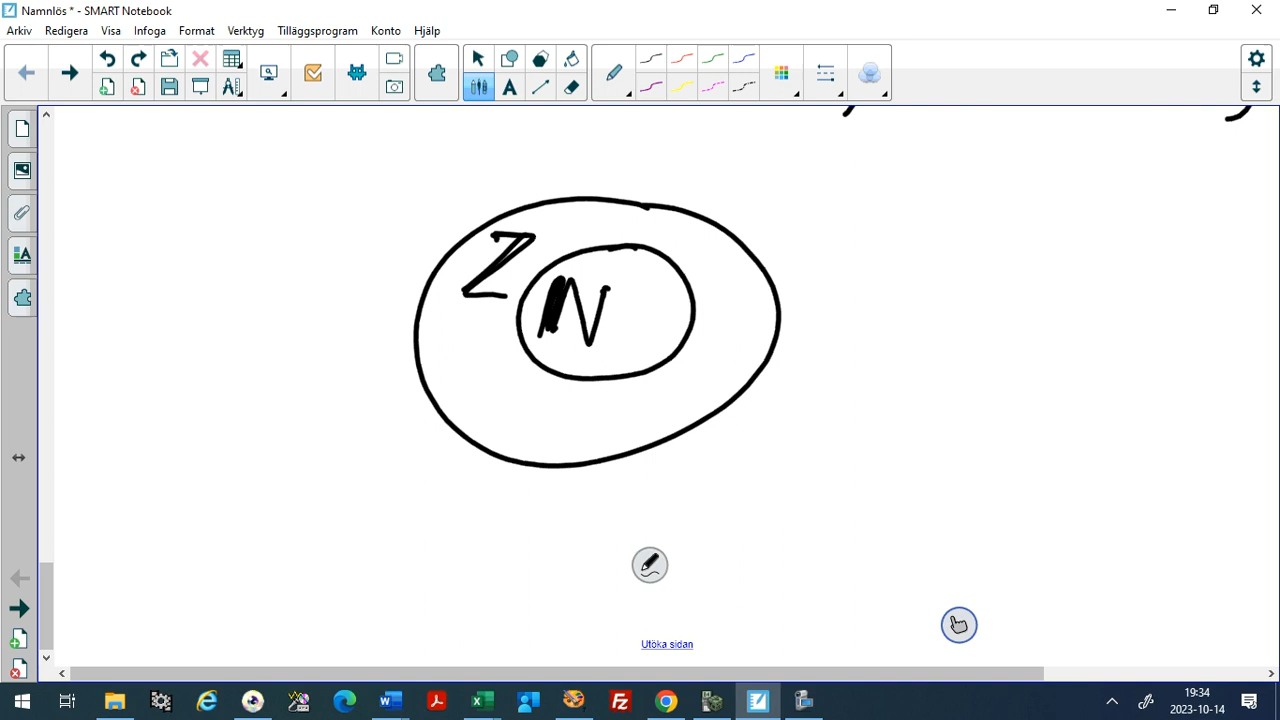 Namnlös * - SMART Notebook
Arkiv Redigera Visa Infoga Format Verktyg Tilläggsprogram Konto Hjälp
Z
N
Utöka sidan
19:34
2023-10-14